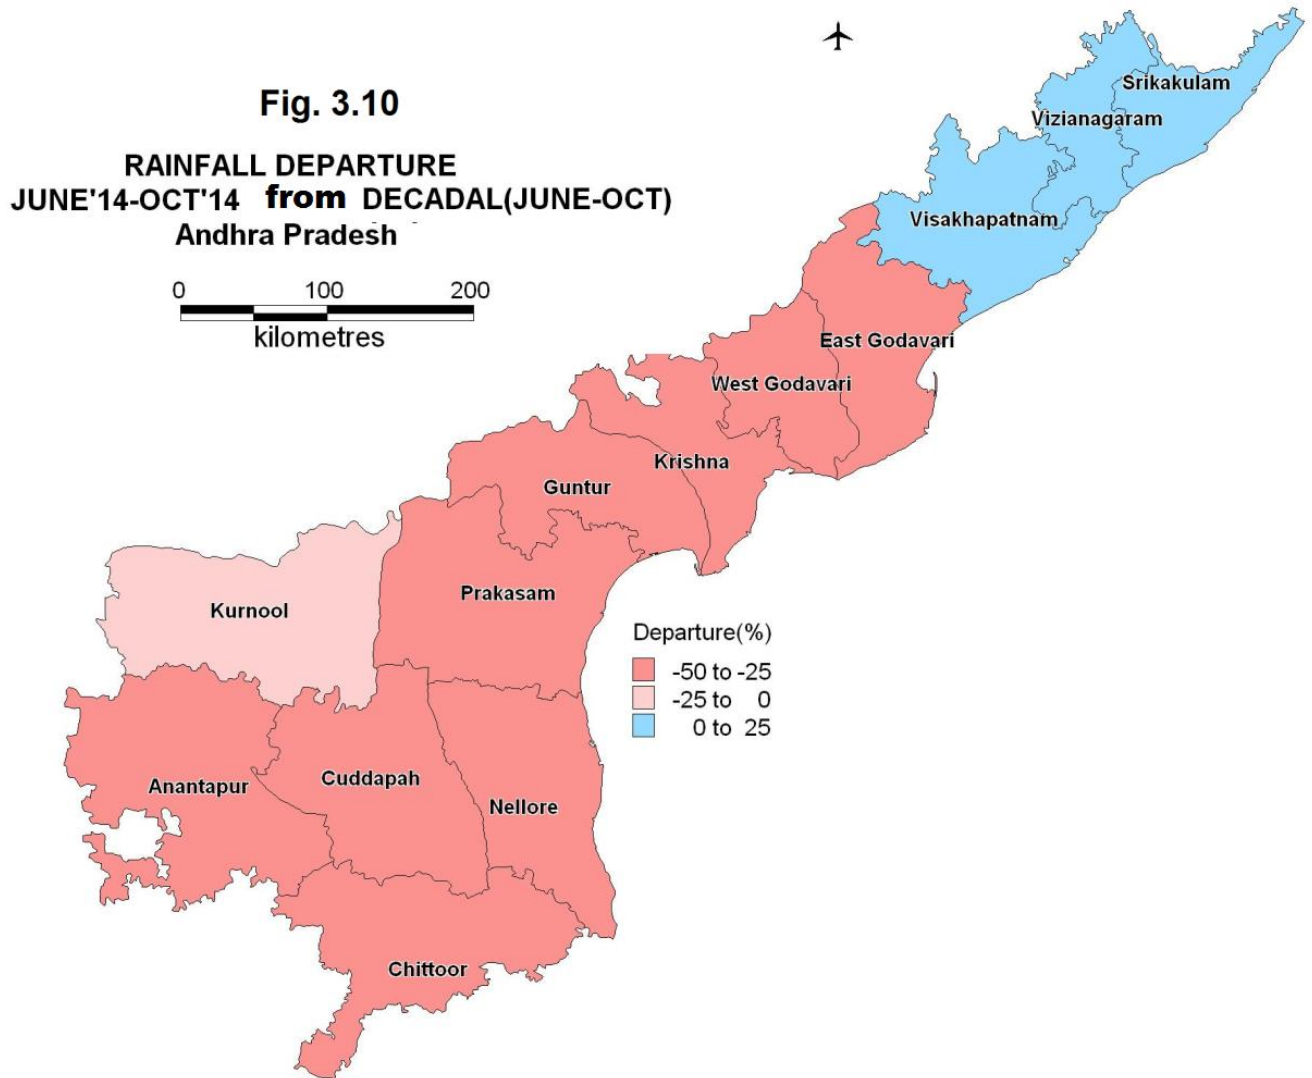 Fig. 3.10
RAINFALL DEPARTURE
JUNE'14-OCT'14 from DECADAL(JUNE-OCT)
Andhra Pradesh
0 100 200
kilometres
Srikakulam
Vizianagaram
Visakhapatnam
East Godavari
West Godavari
Krishna
Guntur
Prakasam
Kurnool
Departure(%)
-50 to -25
-25 to 0
0 to 25
Cuddapah
Anantapur
Nellore
Chittoor